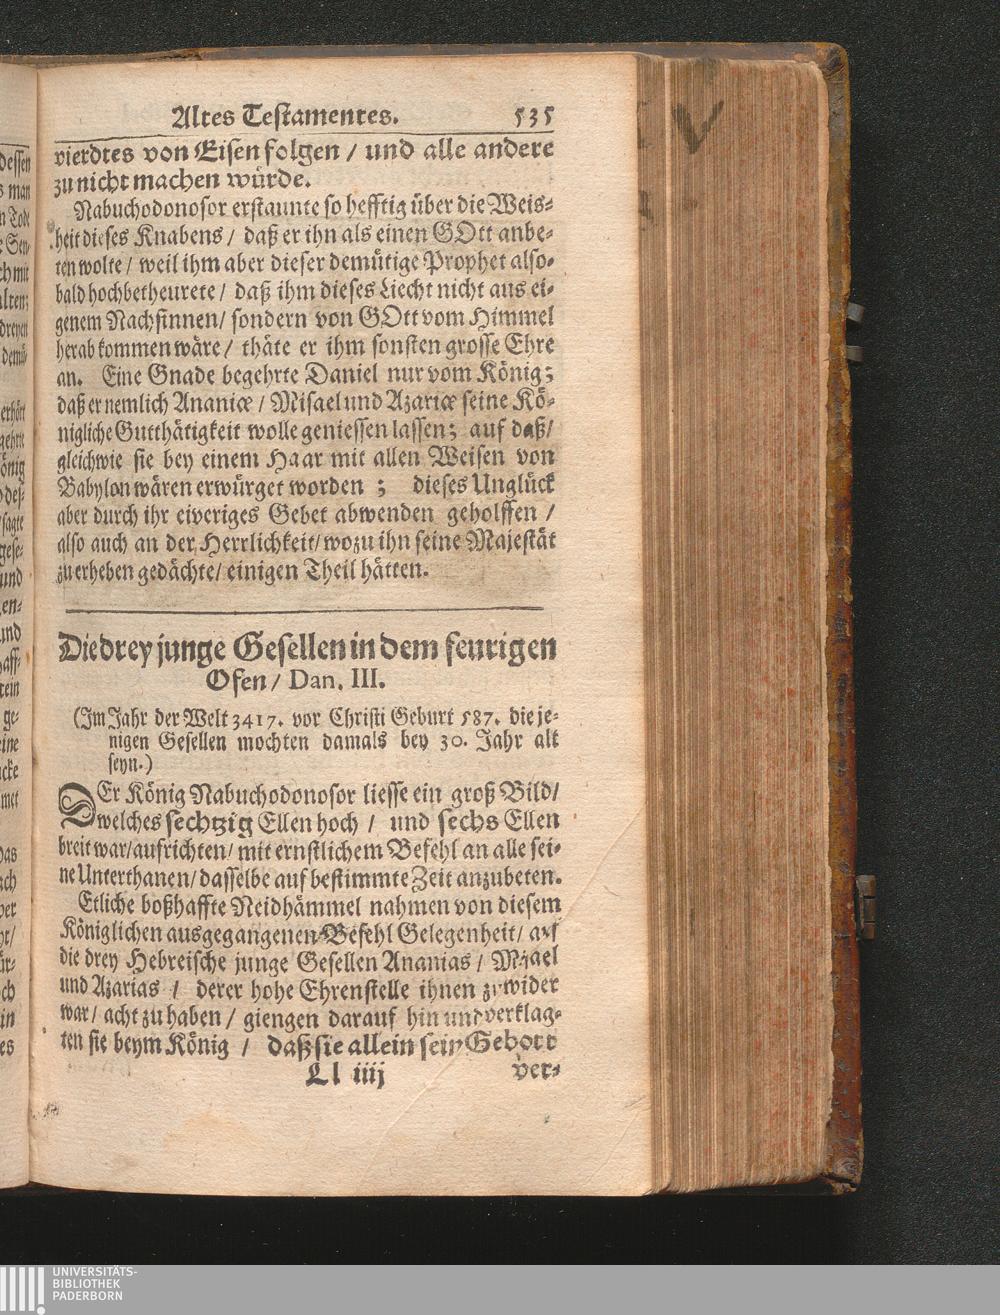 Altes Testamentes. 535
vierdtes von Eisen folgen / und alle andere
zu nicht machen würde.
Nabuchodonosor erstaunte so hefftig über die Weis-
heit dieses Knabens / daß er ihn als einen GOtt anbe-
ten wolte / weil ihm aber dieser demütige Prophet also-
bald hochbetheurete / daß ihm dieses Liecht nicht aus ei-
genem Nachsinnen / sondern von GOtt vom Himmel
herab kommen wäre / thäte er ihm sonsten grosse Ehre
an. Eine Gnade begehrte Daniel nur vom König;
daß er nemlich Ananiæ / Misael und Azariæ seine Kö-
nigliche Gutthätigkeit wolle geniessen lassen; auf daß /
gleichwie sie bey einem Haar mit allen Weisen von
Babylon wären erwürget worden ; dieses Unglück
aber durch ihr eiveriges Gebet abwenden geholffen /
also auch an der Herrlichkeit / wozu ihn seine Majestät
zu erheben gedächte / einigen Theil hätten.
Die drey junge Gesellen in dem feurigen
Ofen / Dan. III.
(Im Jahr der Welt 3417. vor Christi Geburt 587. die je-
nigen Gesellen mochten damals bey 30. Jahr alt
seyn.)
DEr König Nabuchodonosor liesse ein groß Bild /
welches sechtzig Ellen hoch / und sechs Ellen
breit war / aufrichten / mit ernstlichem Befehl an alle sei-
ne Unterthanen / dasselbe auf bestimmte Zeit anzubeten.
Etliche boßhaffte Neidhämmel nahmen von diesem
Königlichen ausgegangenen Befehl Gelegenheit / auf
die drey Hebreische junge Gesellen Ananias / Misael
und Azarias / derer hohe Ehrenstelle ihnen zuwider
war / acht zu haben / giengen darauf hin und verklag-
ten sie beym König / daß sie allein sein Gebott
Ll iiij ver-
UNIVERSITÄTS-
BIBLIOTHEK
PADERBORN